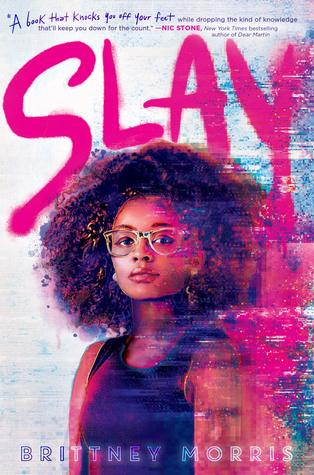 "A book that knocks you off your feet while dropping the kind of knowledge
that'll keep you down for the count." —NIC STONE, New York Times bestselling
author of Dear Martin
SLAY
BRITTNEY MORRIS